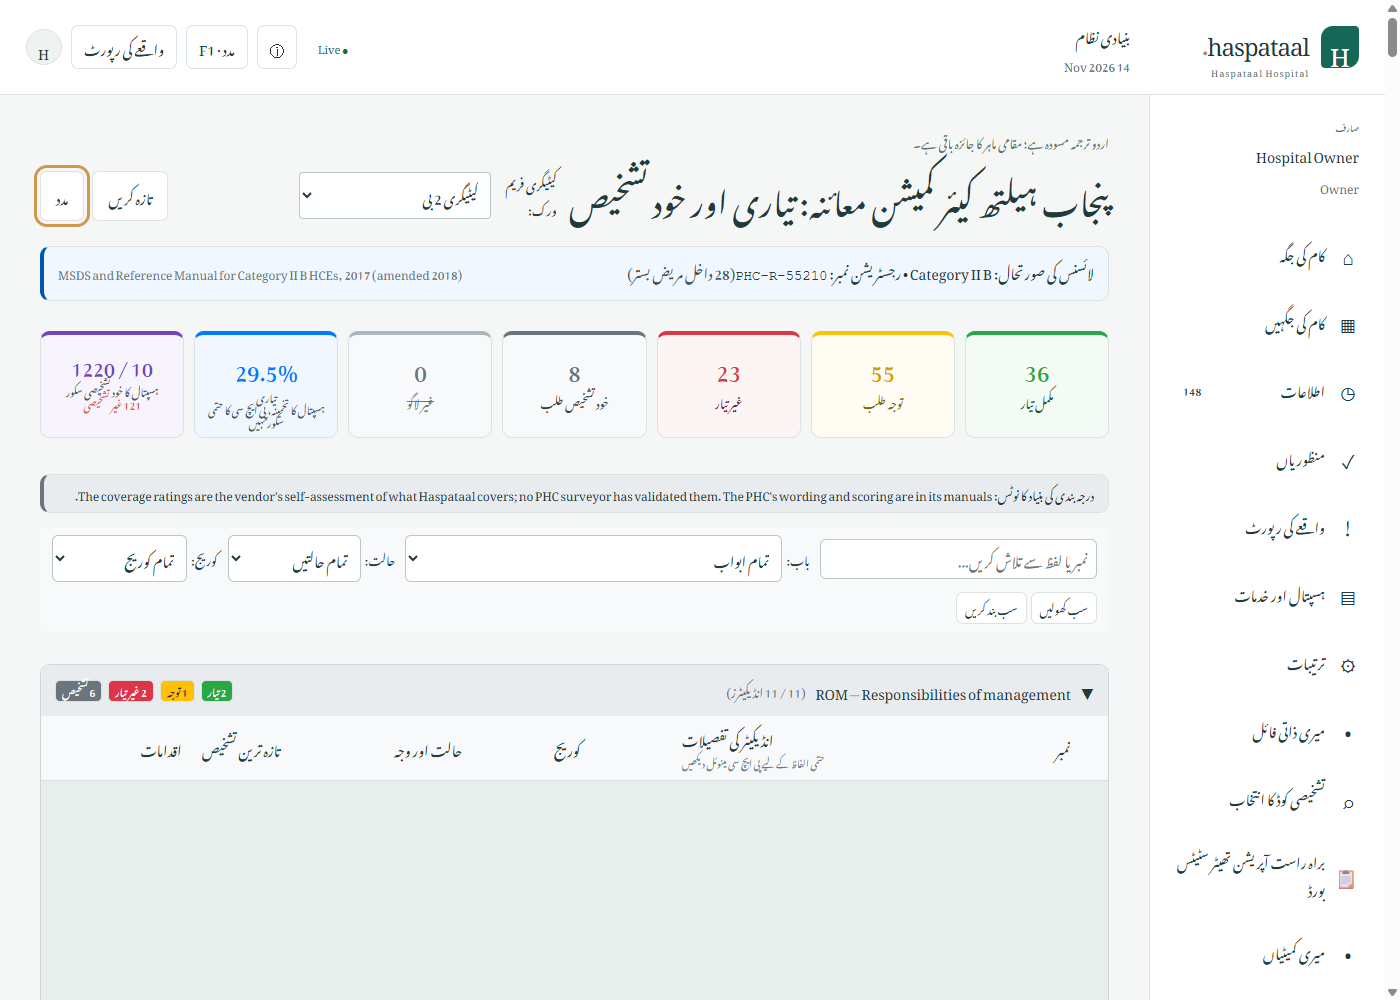 haspataal.
Haspataal Hospital
H
بنیادی نظام
14 Nov 2026
Live
ⓘ
مدد F1۰
واقعے کی رپورٹ
H
صارف
Hospital Owner
Owner
کام کی جگہ
کام کی جگہیں
اطلاعات
148
منظوریاں
واقعے کی رپورٹ
ہسپتال اور خدمات
ترتیبات
میری ذاتی فائل
تشخیصی کوڈ کا انتخاب
براہ راست آپریشن تھیٹر سٹیٹس بورڈ
میری کمیٹیاں
اردو ترجمہ مسودہ ہے؛ مقامی ماہر کا جائزہ باقی ہے۔
پنجاب ہیلتھ کیئر کمیشن معائنہ: تیاری اور خود تشخیص
کیٹیگری فریم ورک:
کیٹیگری 2 بی
تازہ کریں
مدد
لائسنس کی صورتحال: Category II B • رجسٹریشن نمبر: PHC-R-55210 (28 داخل مریض بستر)
MSDS and Reference Manual for Category II B HCEs, 2017 (amended 2018)
36
مکمل تیار
55
توجہ طلب
23
غیر تیار
8
خود تشخیص طلب
0
غیر لاگو
29.5%
تیاری
ہسپتال کا تخمینہ، پی ایچ سی کا حتمی سکور نہیں
1220 / 10
ہسپتال کا خود تشخیصی سکور
121 غیر تشخیصی
درجہ بندی کی بنیاد کا نوٹس: The coverage ratings are the vendor's self-assessment of what Haspataal covers; no PHC surveyor has validated them. The PHC's wording and scoring are in its manuals.
نمبر یا لفظ سے تلاش کریں...
باب:
تمام ابواب
حالت:
تمام حالتیں
کوریج:
تمام کوریج
سب کھولیں
سب بند کریں
ROM — Responsibilities of management
(11 / 11 انڈیکیٹرز)
2 تیار
1 توجہ
2 غیر تیار
6 تشخیص
نمبر
انڈیکیٹر کی تفصیلات
حتمی الفاظ کے لیے پی ایچ سی مینوئل دیکھیں
کوریج
حالت اور وجہ
تازہ ترین تشخیص
اقدامات